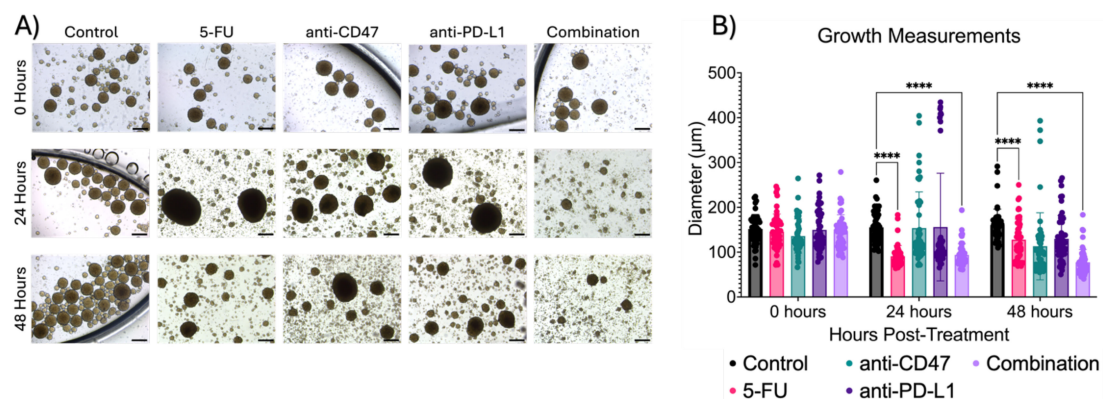 A)
Control 5-FU anti-CD47 anti-PD-L1 Combination
0 Hours
24 Hours
48 Hours
B)
Growth Measurements
Diameter (µm)
500
400
300
200
100
0
**** ****
**** ****
0 hours 24 hours 48 hours
Hours Post-Treatment
Control anti-CD47 Combination
5-FU anti-PD-L1